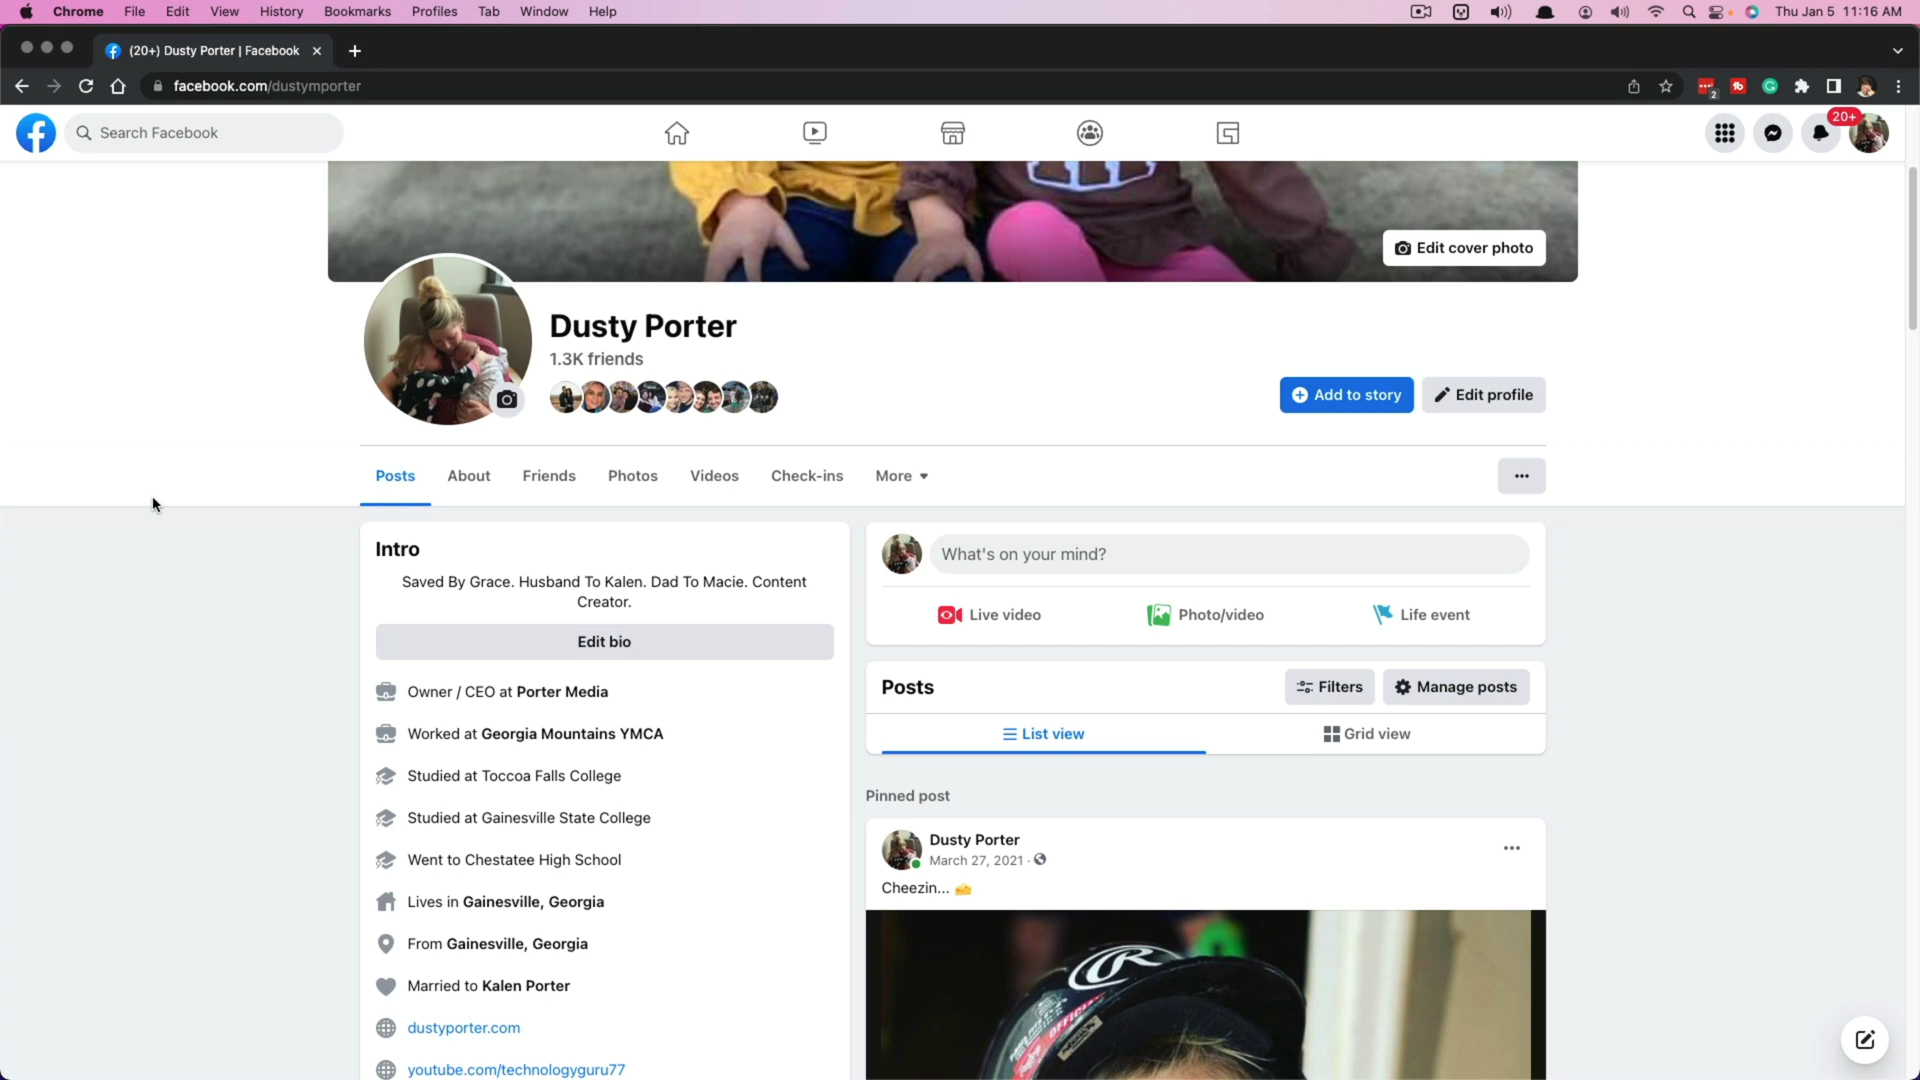 Chrome File Edit View History Bookmarks Profiles Tab Window Help Thu Jan 5 11:16 AM
(20+) Dusty Porter | Facebook
facebook.com/dustymporter
2
Search Facebook
20+
Edit cover photo
Dusty Porter
1.3K friends
Add to story
Edit profile
Posts About Friends Photos Videos Check-ins More
Intro
Saved By Grace. Husband To Kalen. Dad To Macie. Content
Creator.
Edit bio
Owner / CEO at Porter Media
Worked at Georgia Mountains YMCA
Studied at Toccoa Falls College
Studied at Gainesville State College
Went to Chestatee High School
Lives in Gainesville, Georgia
From Gainesville, Georgia
Married to Kalen Porter
dustyporter.com
youtube.com/technologyguru77
What's on your mind?
Live video Photo/video Life event
Posts
Filters
Manage posts
List view Grid view
Pinned post
Dusty Porter
March 27, 2021 ·
Cheezin... 🧀
R